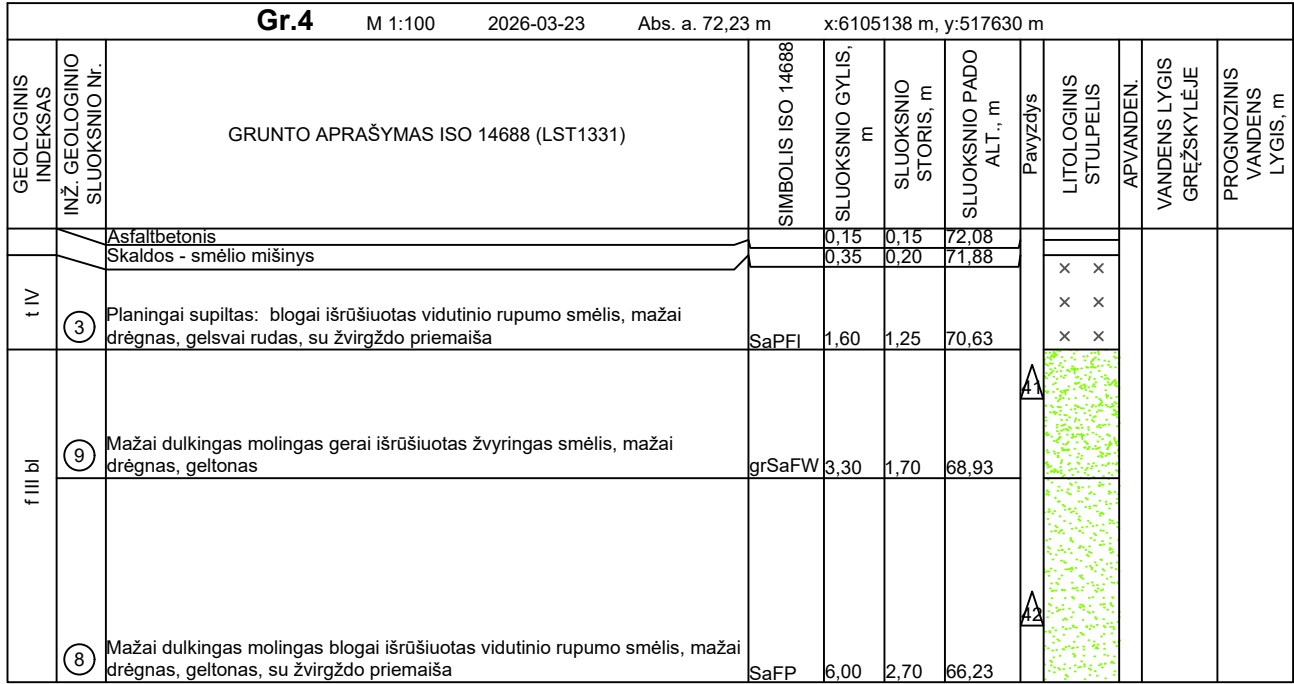 Gr.4 M 1:100 2026-03-23 Abs. a. 72,23 m x:6105138 m, y:517630 m
GEOLOGINIS
INDEKSAS
INŽ. GEOLOGINIO
SLUOKSNIO Nr.
GRUNTO APRAŠYMAS ISO 14688 (LST1331)
SIMBOLIS ISO 14688
SLUOKSNIO GYLIS,
m
SLUOKSNIO
STORIS, m
SLUOKSNIO PADO
ALT., m
Pavyzdys
LITOLOGINIS
STULPELIS
APVANDEN.
VANDENS LYGIS
GRĘŽSKYLĖJE
PROGNOZINIS
VANDENS
LYGIS, m
Asfaltbetonis 0,15 0,15 72,08
Skaldos - smėlio mišinys 0,35 0,20 71,88
t IV
3
Planingai supiltas: blogai išrūšiuotas vidutinio rupumo smėlis, mažai
drėgnas, gelsvai rudas, su žvirgždo priemaiša SaPFI 1,60 1,25 70,63
41
f III bl
9
Mažai dulkingas molingas gerai išrūšiuotas žvyringas smėlis, mažai
drėgnas, geltonas grSaFW 3,30 1,70 68,93
42
8
Mažai dulkingas molingas blogai išrūšiuotas vidutinio rupumo smėlis, mažai
drėgnas, geltonas, su žvirgždo priemaiša SaFP 6,00 2,70 66,23